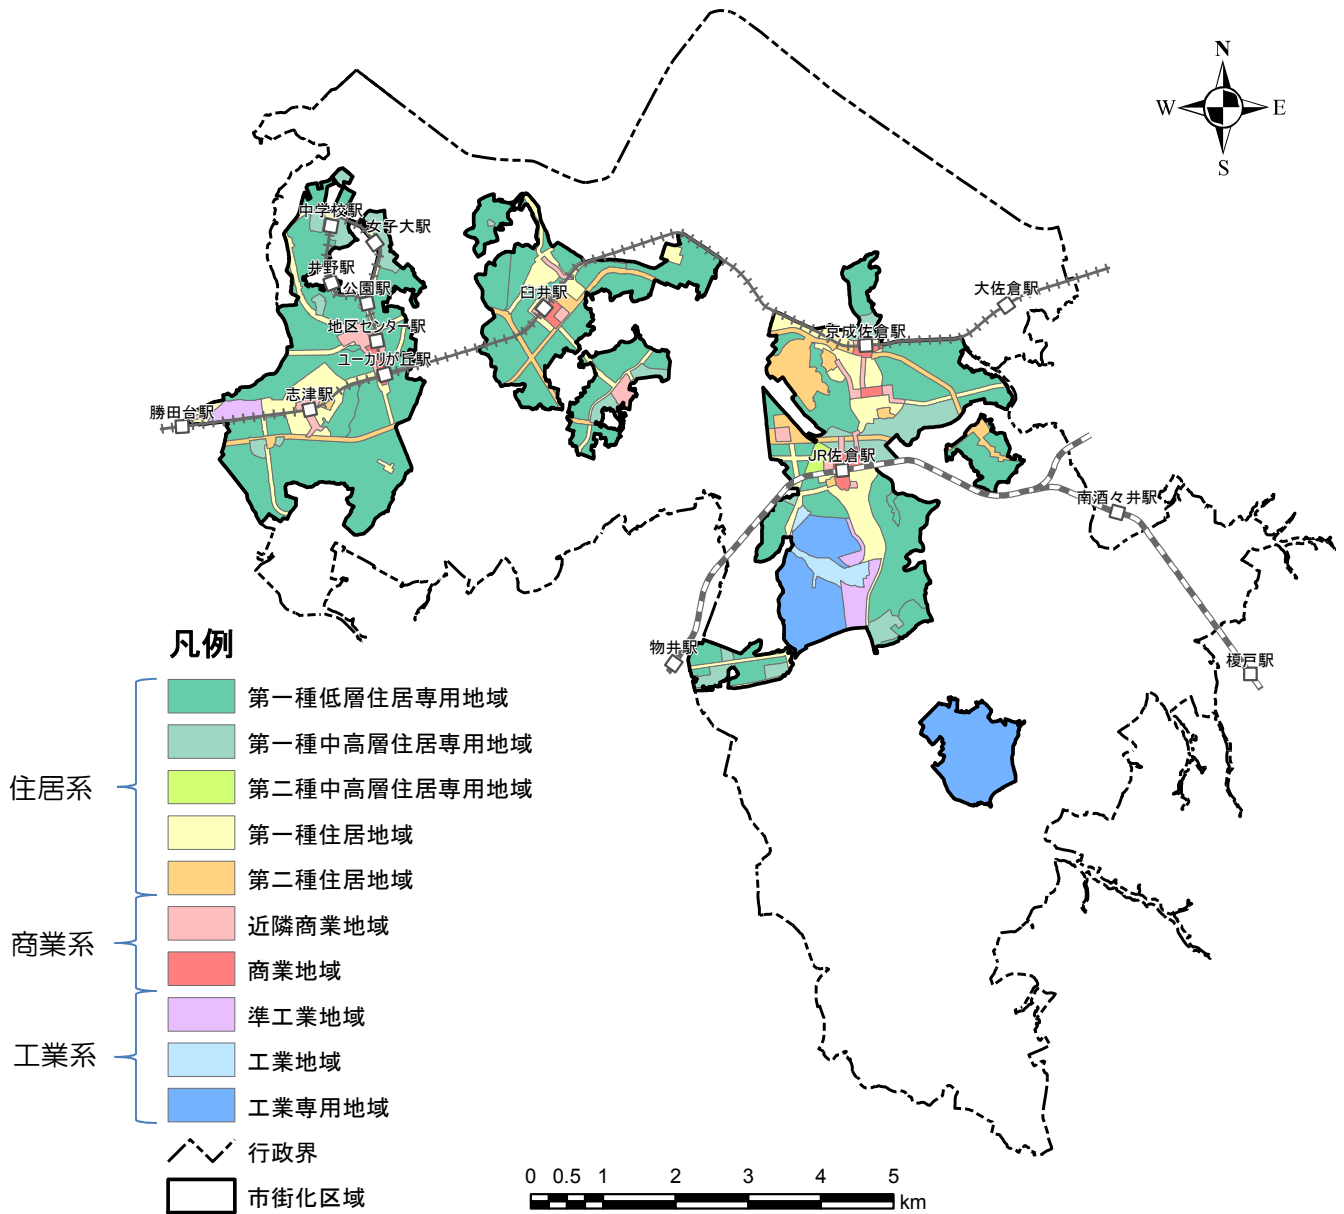 N
W
E
S
中学校駅
女子大駅
井野駅
公園駅
地区センター駅
ユーカリが丘駅
志津駅
勝田台駅
臼井駅
京成佐倉駅
大佐倉駅
JR佐倉駅
南酒々井駅
物井駅
榎戸駅
凡例
住居系
第一種低層住居専用地域
第一種中高層住居専用地域
第二種中高層住居専用地域
第一種住居地域
第二種住居地域
商業系
近隣商業地域
商業地域
工業系
準工業地域
工業地域
工業専用地域
行政界
市街化区域
0 0.5 1 2 3 4 5
km